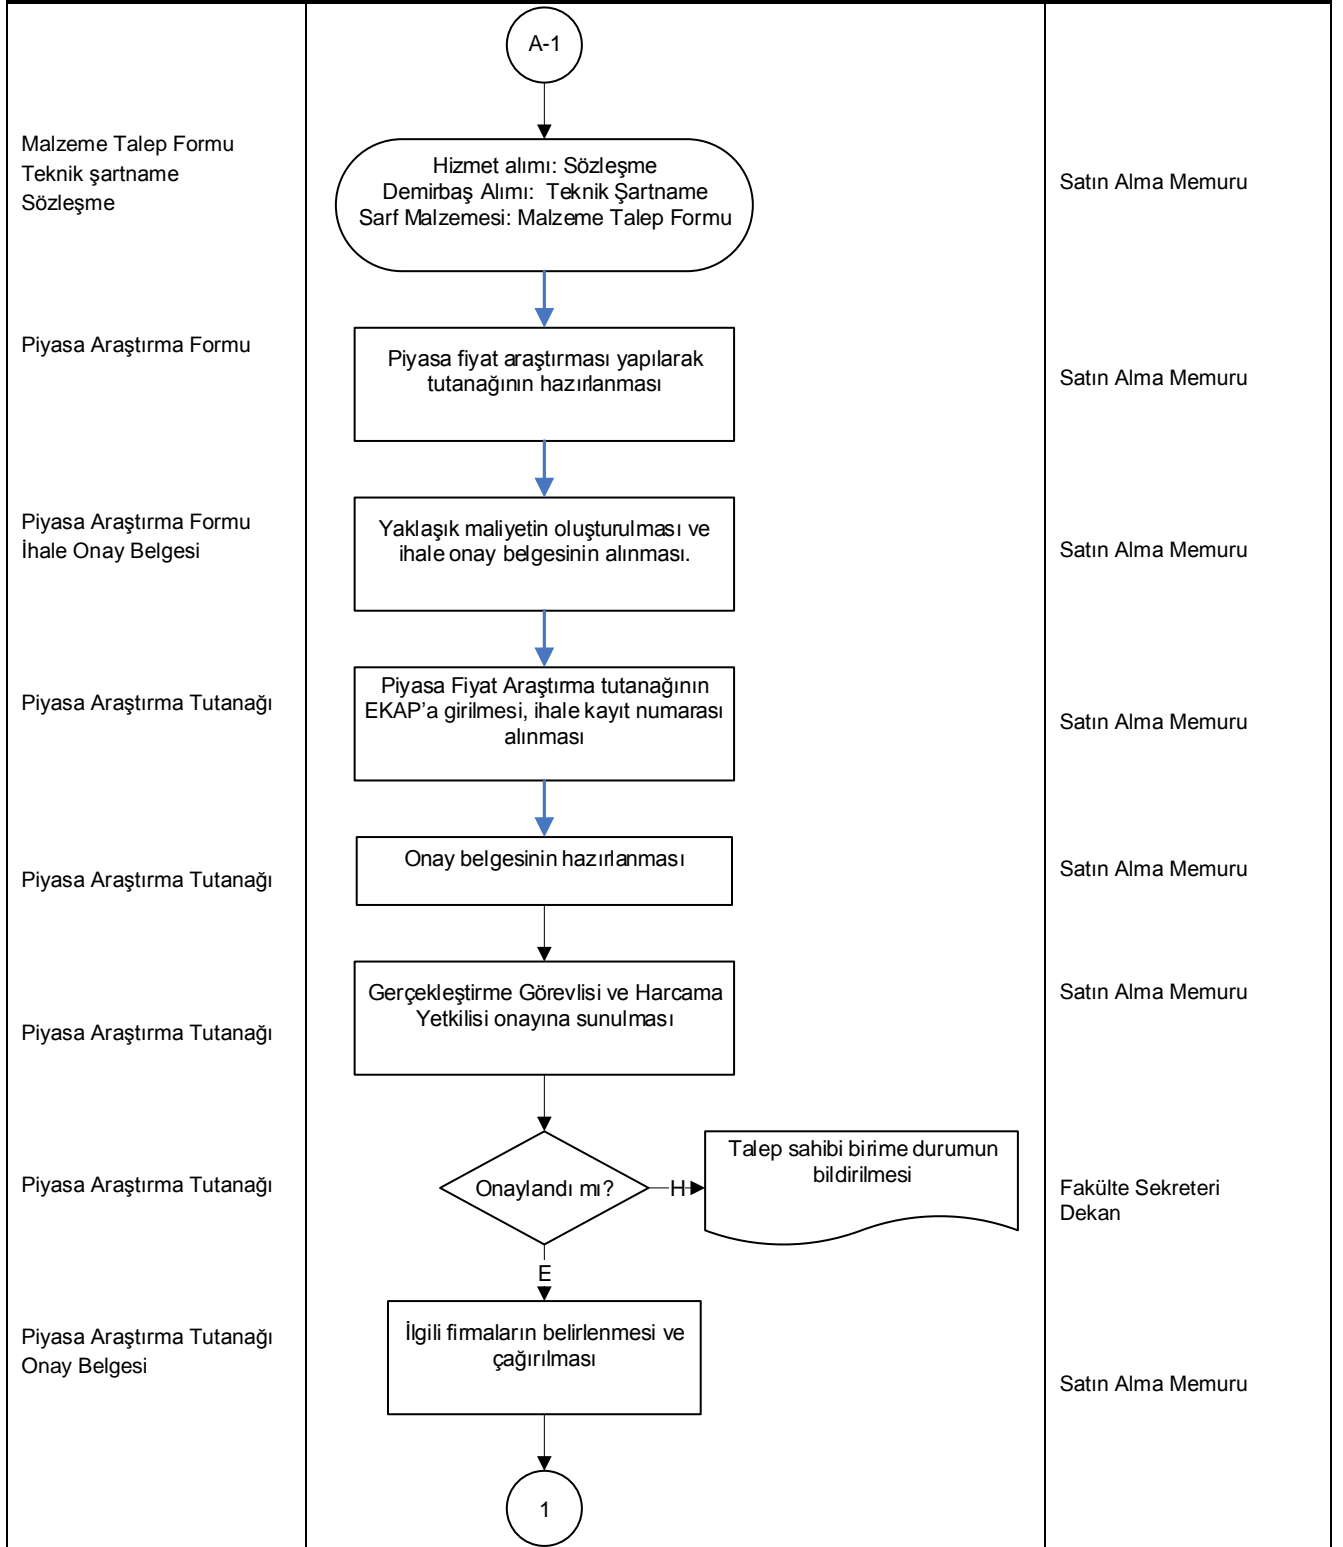 A-1
Malzeme Talep Formu
Teknik şartname
Sözleşme
Hizmet alımı: Sözleşme
Demirbaş Alımı:  Teknik Şartname
Sarf Malzemesi: Malzeme Talep Formu
Satın Alma Memuru
Piyasa Araştırma Formu
Piyasa fiyat araştırması yapılarak
tutanağının hazırlanması
Satın Alma Memuru
Piyasa Araştırma Formu
İhale Onay Belgesi
Yaklaşık maliyetin oluşturulması ve
ihale onay belgesinin alınması.
Satın Alma Memuru
Piyasa Araştırma Tutanağı
Piyasa Fiyat Araştırma tutanağının
EKAP’a girilmesi, ihale kayıt numarası
alınması
Satın Alma Memuru
Piyasa Araştırma Tutanağı
Onay belgesinin hazırlanması
Satın Alma Memuru
Piyasa Araştırma Tutanağı
Gerçekleştirme Görevlisi ve Harcama
Yetkilisi onayına sunulması
Satın Alma Memuru
Piyasa Araştırma Tutanağı
Onaylandı mı?
H
Talep sahibi birime durumun
bildirilmesi
Fakülte Sekreteri
Dekan
E
Piyasa Araştırma Tutanağı
Onay Belgesi
İlgili firmaların belirlenmesi ve
çağırılması
Satın Alma Memuru
1